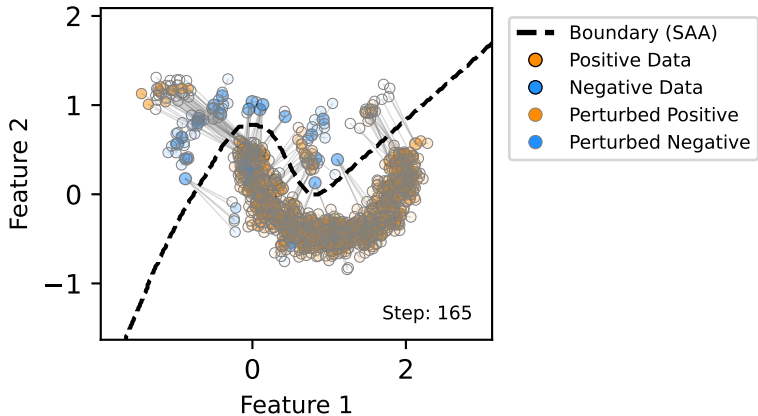 2
1
0
−1
Feature 2
0
2
Feature 1
Step: 165
Boundary (SAA)
Positive Data
Negative Data
Perturbed Positive
Perturbed Negative